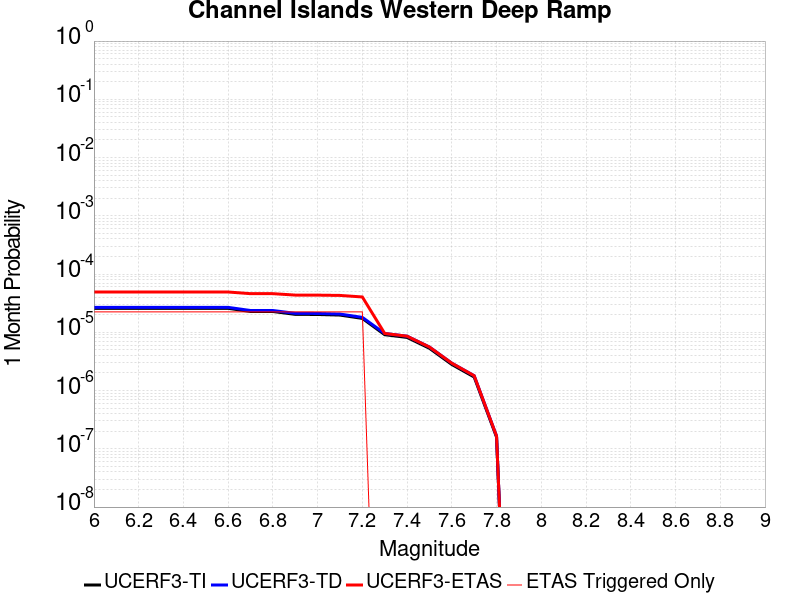 Channel Islands Western Deep Ramp
10^0
10^-1
10^-2
10^-3
10^-4
10^-5
10^-6
10^-7
10^-8
1 Month Probability
6 6.2 6.4 6.6 6.8 7 7.2 7.4 7.6 7.8 8 8.2 8.4 8.6 8.8 9
Magnitude
UCERF3-TI UCERF3-TD UCERF3-ETAS ETAS Triggered Only